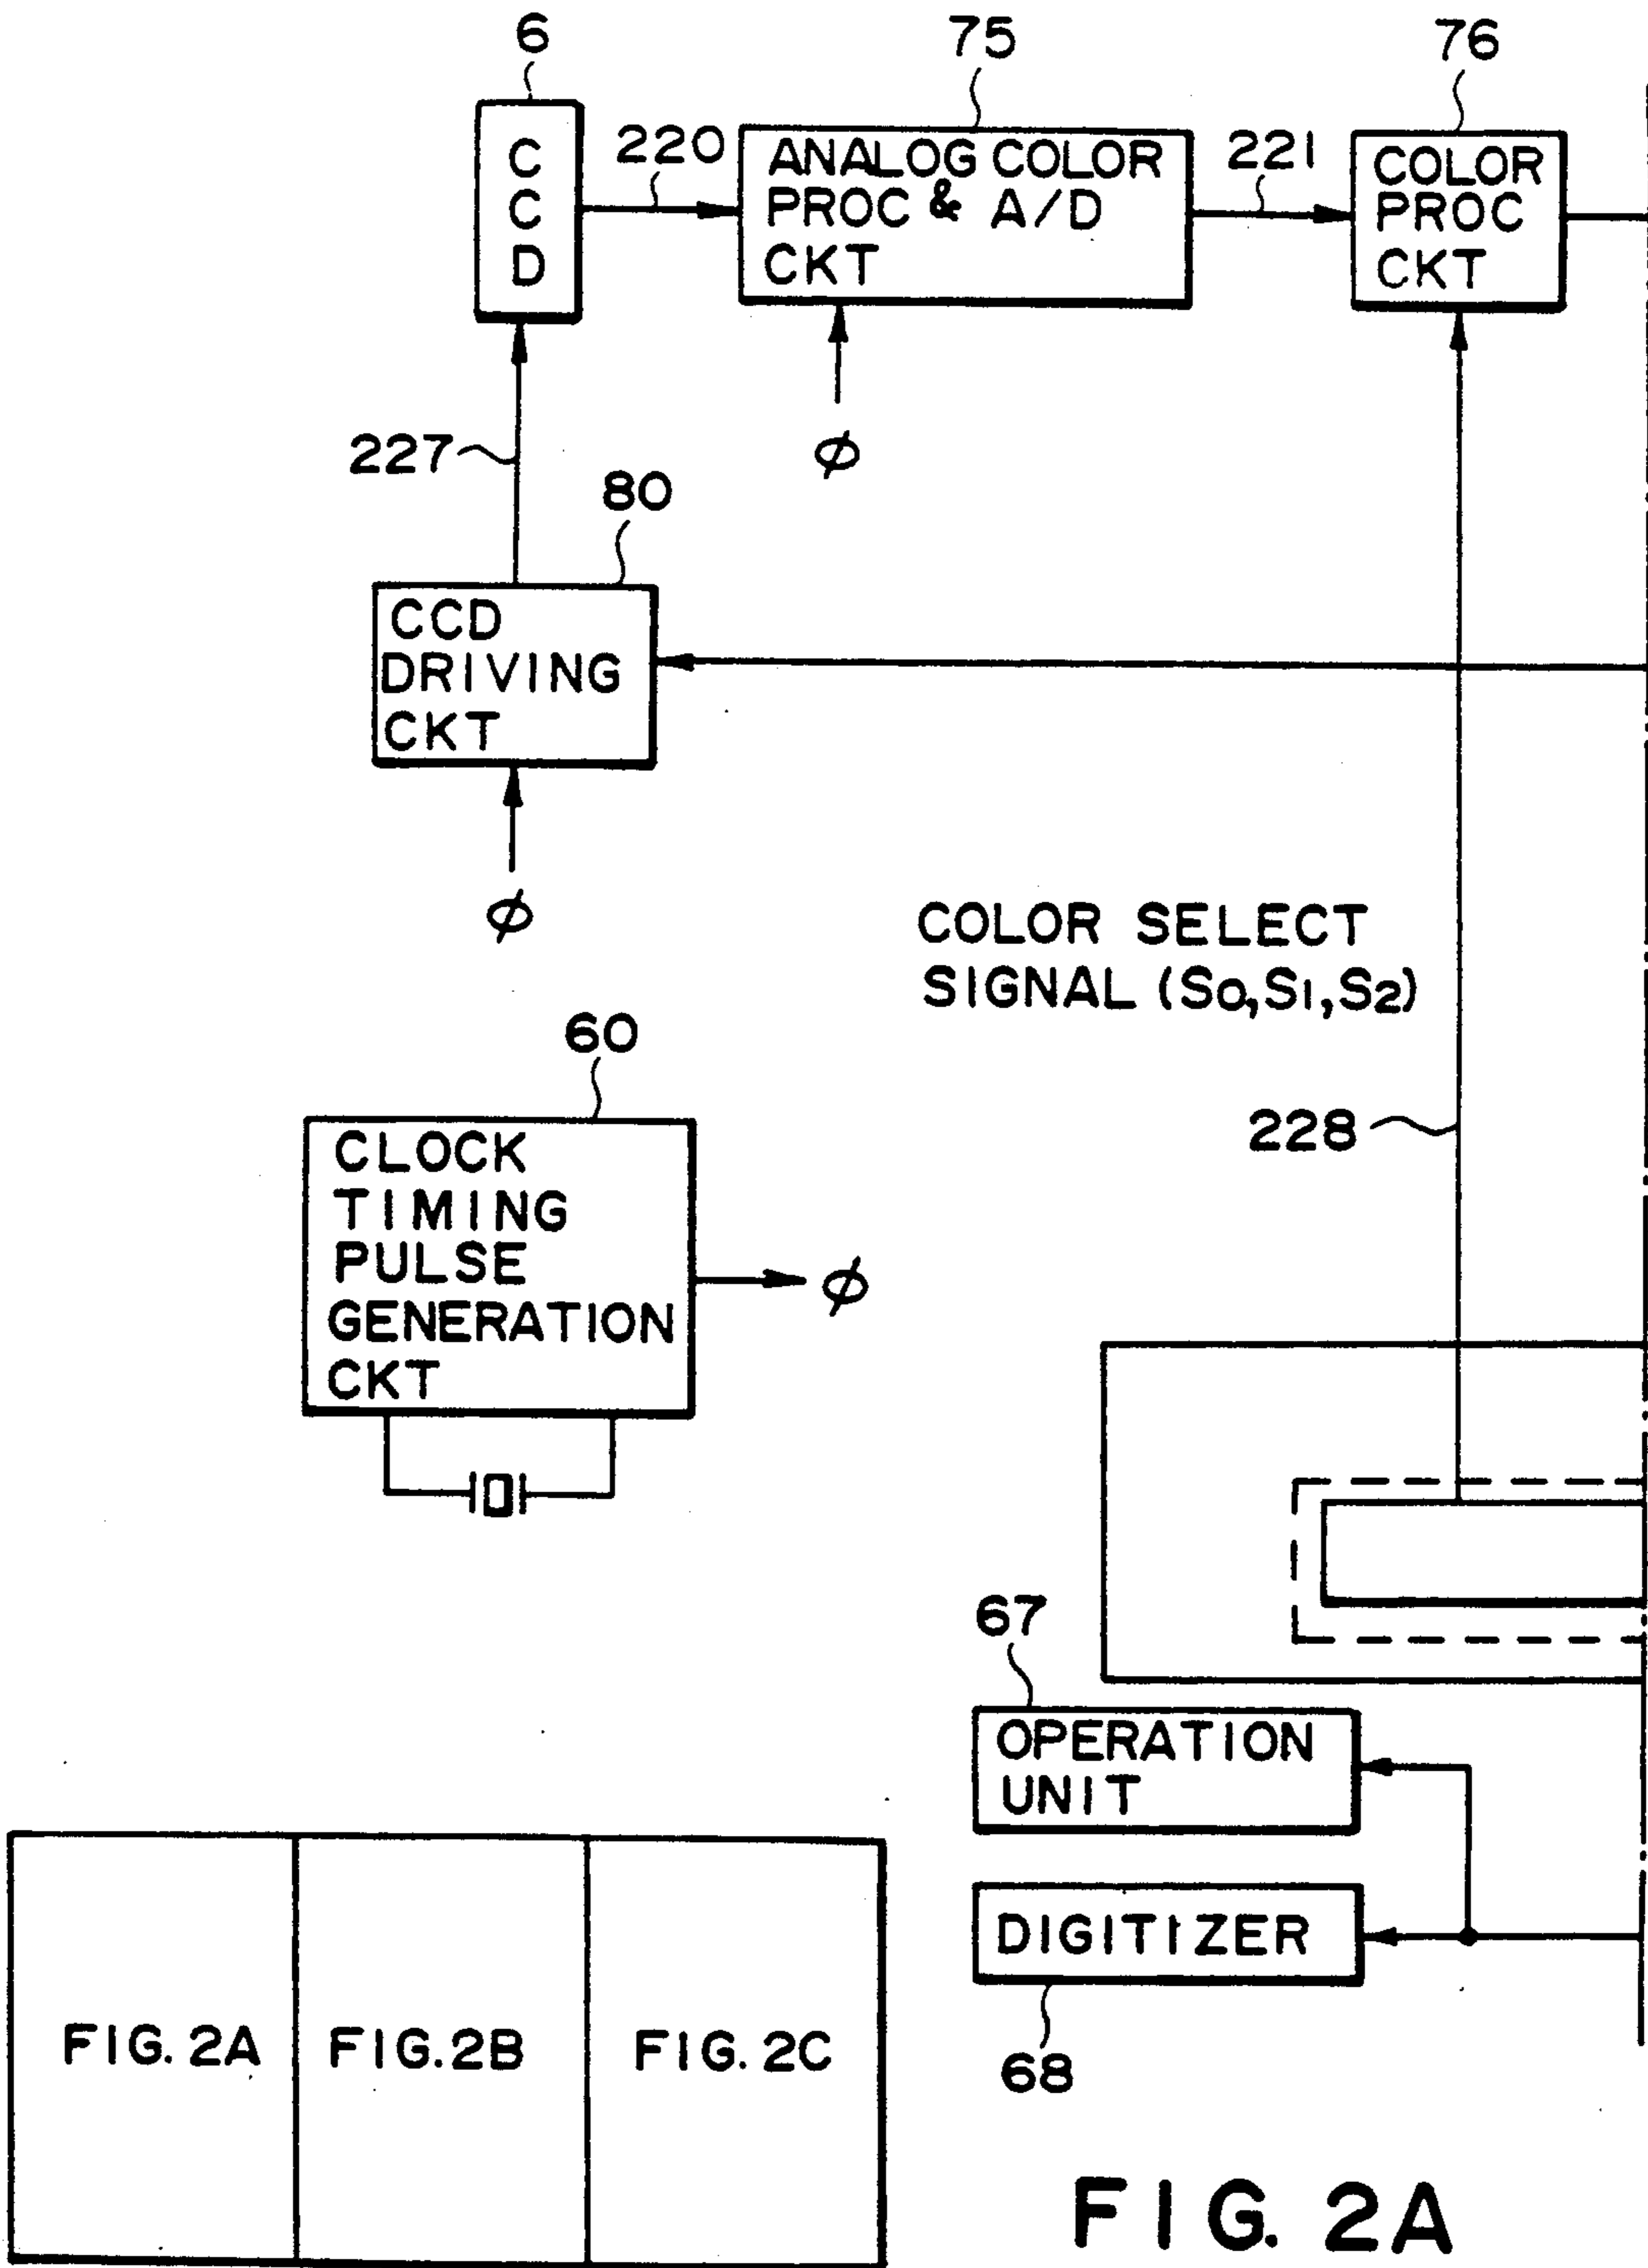 6
75
76
C
C
D
220
ANALOG COLOR
PROC & A/D
CKT
221
COLOR
PROC
CKT
ϕ
227
80
CCD
DRIVING
CKT
ϕ
COLOR SELECT
SIGNAL (S0,S1,S2)
60
CLOCK
TIMING
PULSE
GENERATION
CKT
ϕ
228
67
OPERATION
UNIT
DIGITIZER
68
FIG. 2A
FIG. 2B
FIG. 2C
FIG. 2A